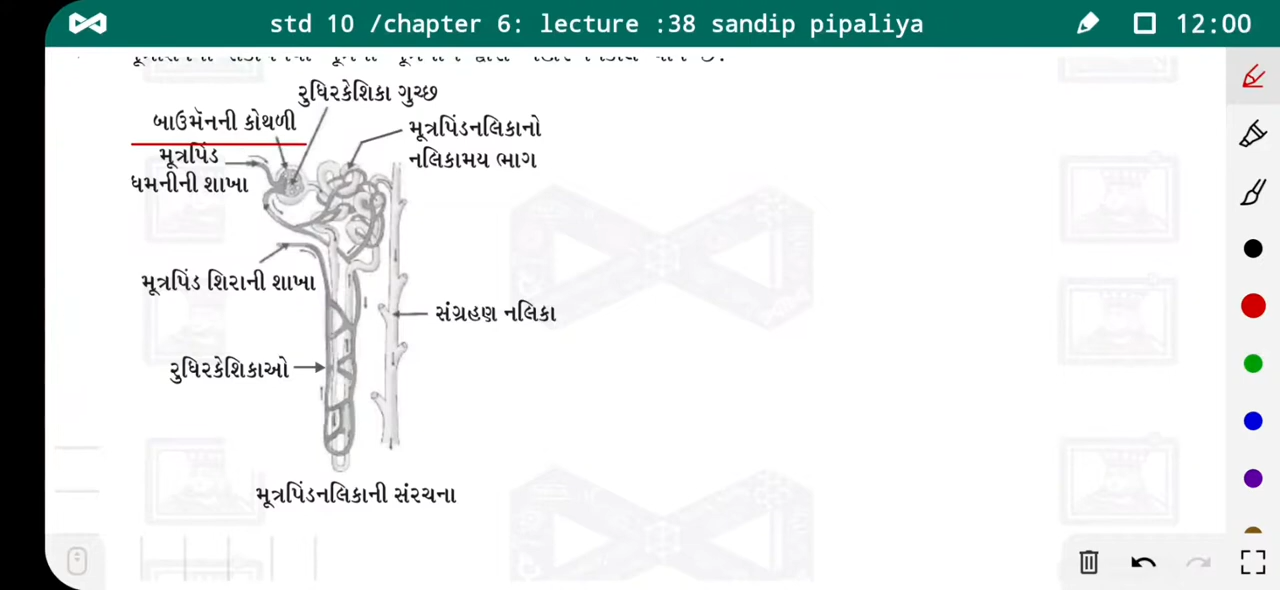 std 10 /chapter 6: lecture :38 sandip pipaliya
12:00
રુધિરકેશિકા ગુચ્છ
બાઉમૅનની કોથળી
મૂત્રપિંડનલિકાનો
નલિકામય ભાગ
મૂત્રપિંડ
ધમનીની શાખા
મૂત્રપિંડ શિરાની શાખા
સંગ્રહણ નલિકા
રુધિરકેશિકાઓ
મૂત્રપિંડનલિકાની સંરચના